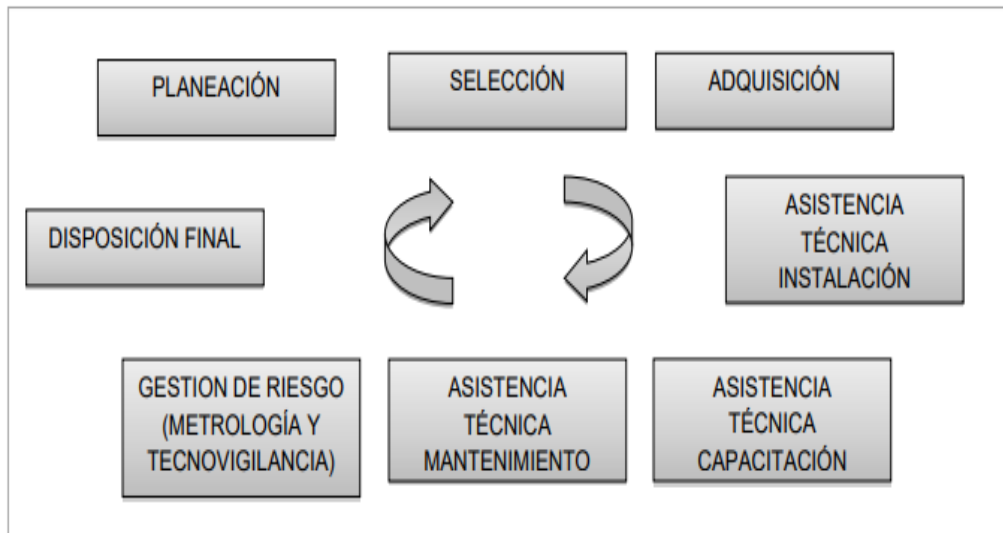 PLANEACIÓN
SELECCIÓN
ADQUISICIÓN
DISPOSICIÓN FINAL
ASISTENCIA
TÉCNICA
INSTALACIÓN
GESTION DE RIESGO
(METROLOGÍA Y
TECNOVIGILANCIA)
ASISTENCIA
TÉCNICA
MANTENIMIENTO
ASISTENCIA
TÉCNICA
CAPACITACIÓN